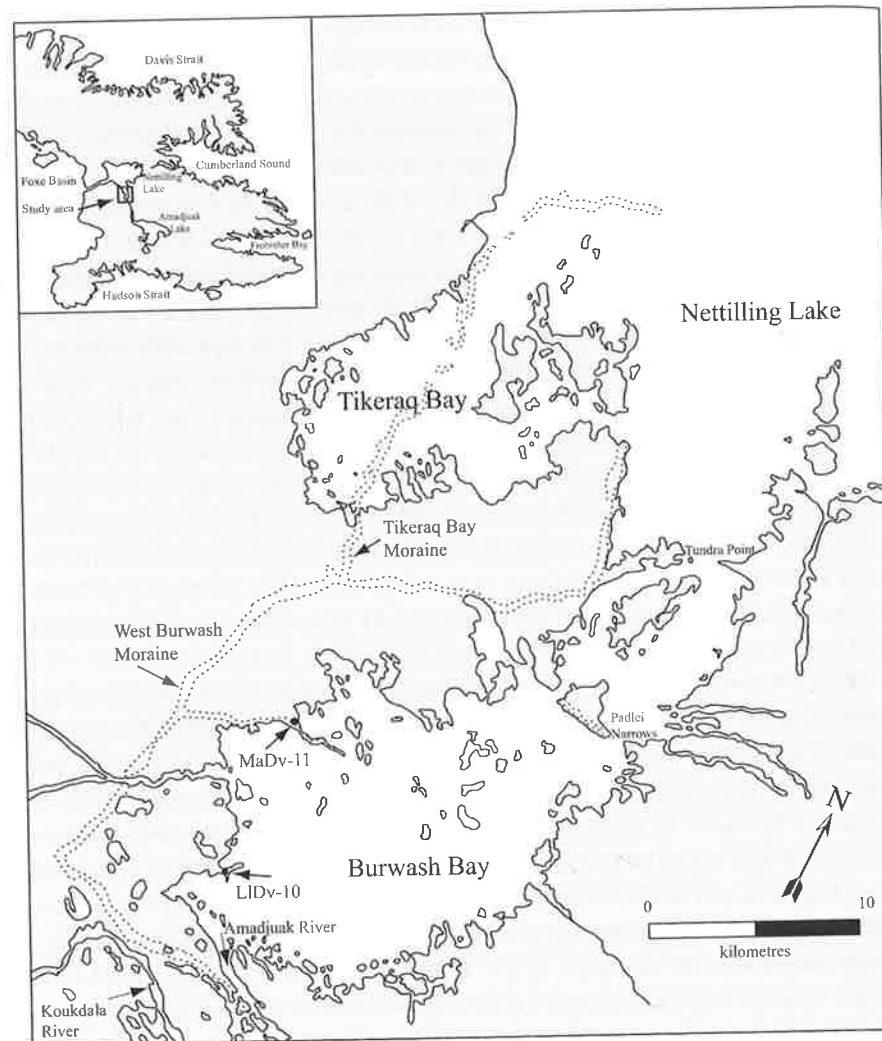 Davis Strait
Cumberland Sound
Foxe Basin
Nettilling
Lake
Study area
Amadjuak
Lake
Frobisher Bay
Hudson Strait
Nettilling Lake
Tikeraq Bay
Tikeraq Bay
Moraine
Tundra Point
West Burwash
Moraine
Padlei
Narrows
MaDv-11
N
Burwash Bay
LlDv-10
0
10
Amadjuak River
kilometres
Koukdala
River